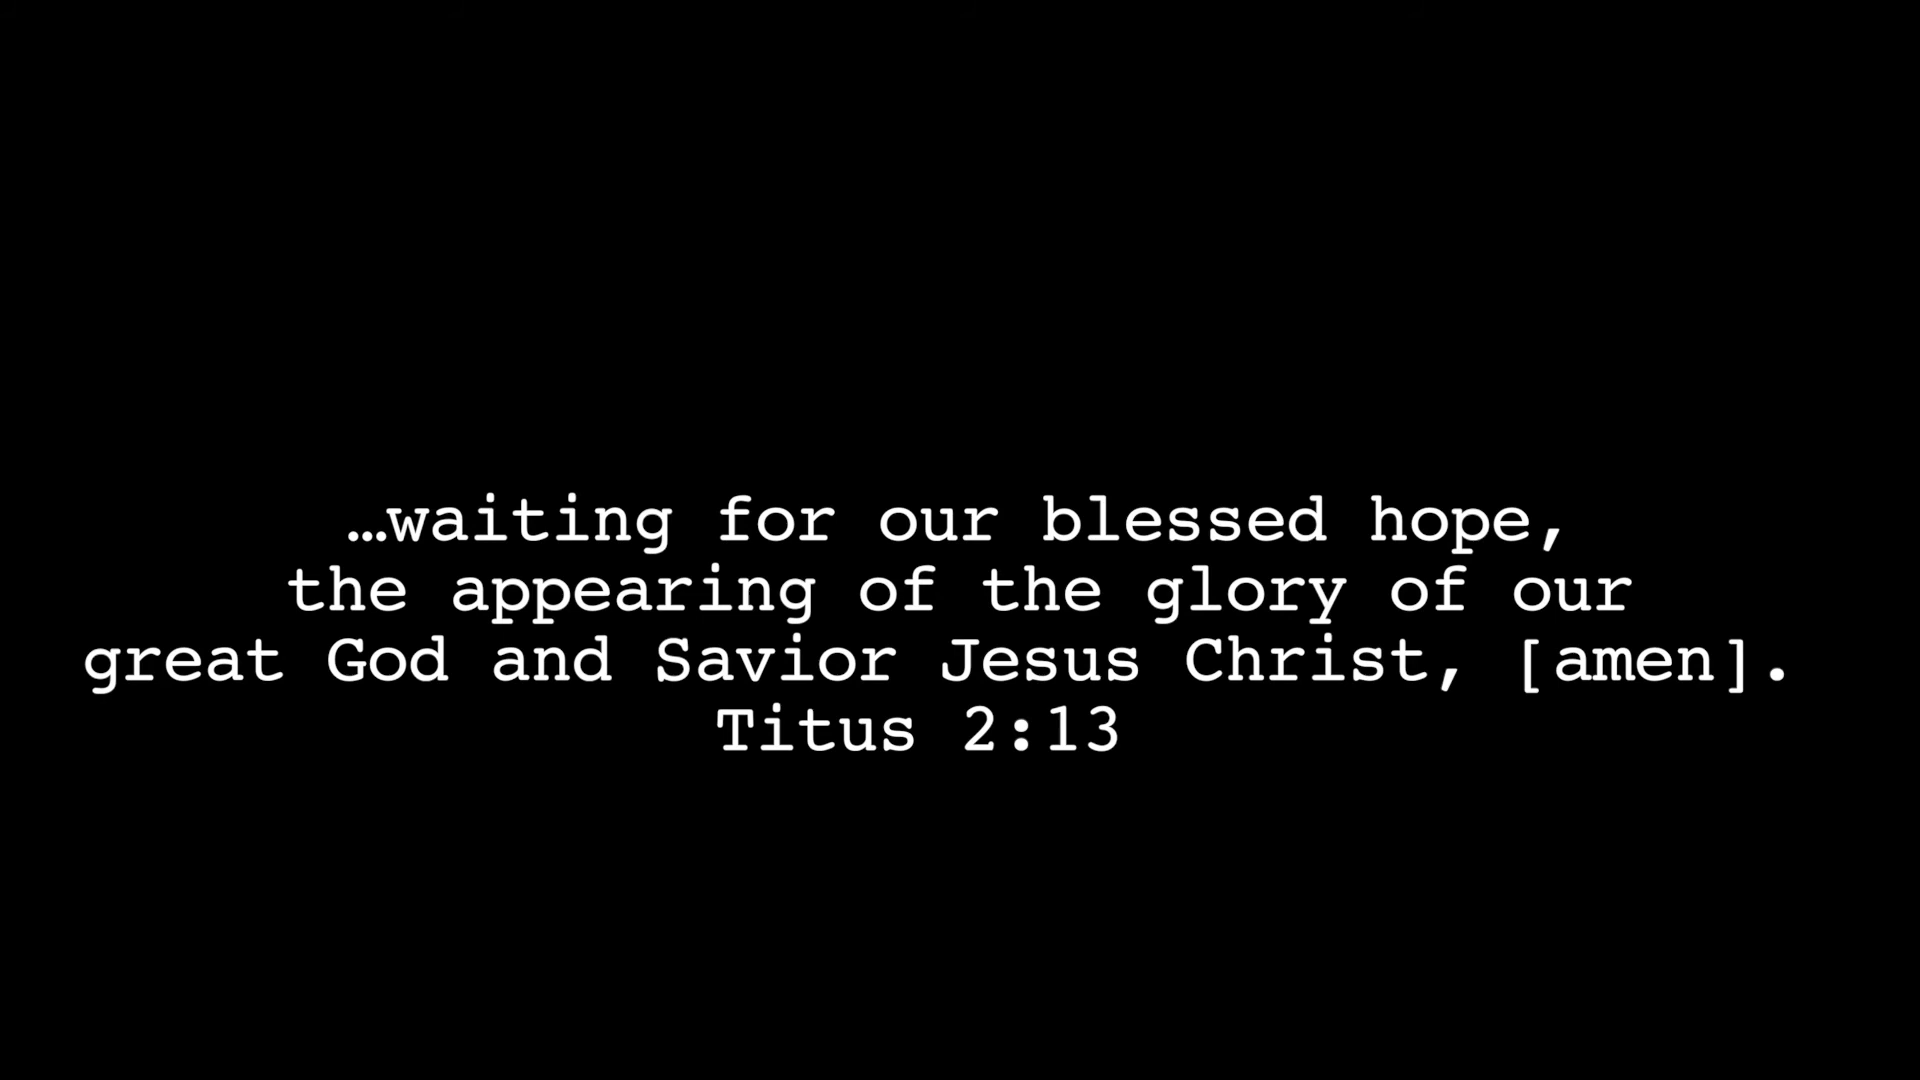 …waiting for our blessed hope,
the appearing of the glory of our
great God and Savior Jesus Christ, [amen].
Titus 2:13